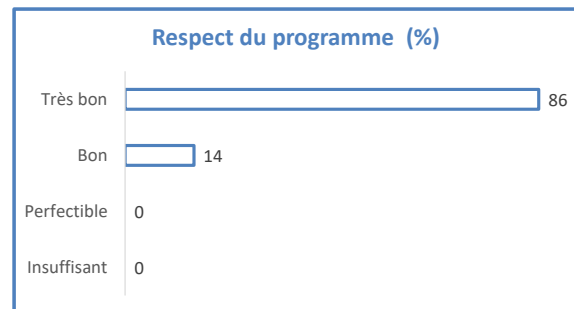 Respect du programme (%)
Très bon
86
Bon
14
Perfectible
0
Insuffisant
0